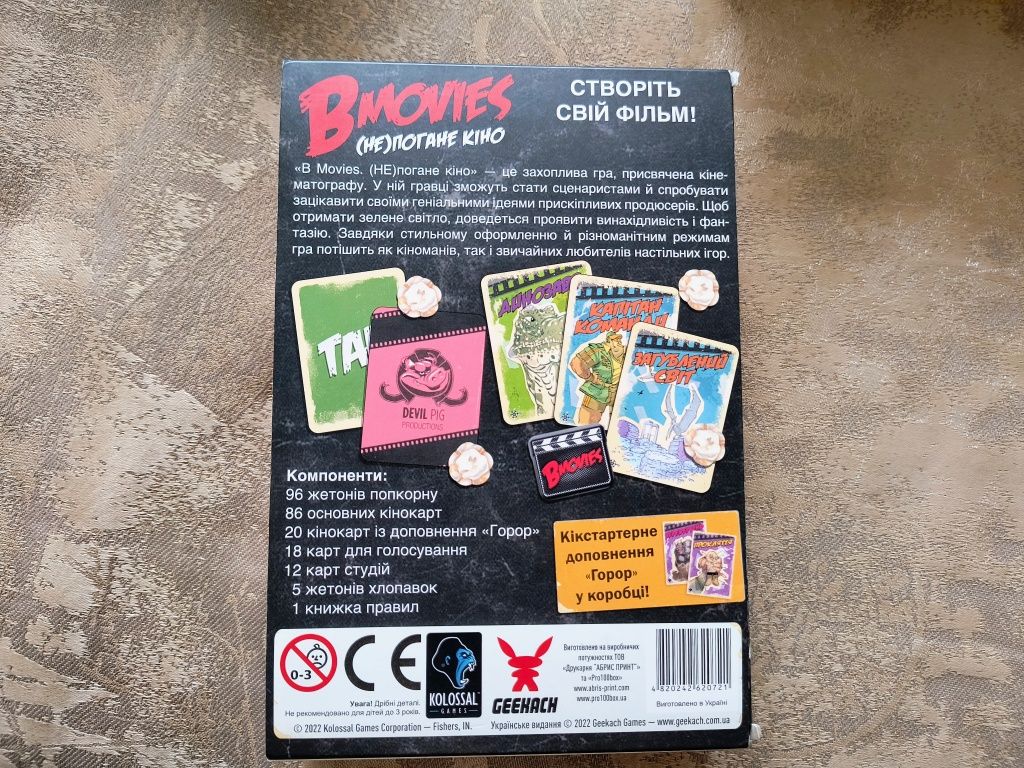 B MOVIES
(НЕ)ПОГАНЕ КІНО
СТВОРІТЬ
СВІЙ ФІЛЬМ!
«B Movies. (НЕ)погане кіно» — це захоплива гра, присвячена кіне-
матографу. У ній гравці зможуть стати сценаристами й спробувати
зацікавити своїми геніальними ідеями прискіпливих продюсерів. Щоб
отримати зелене світло, доведеться проявити винахідливість і фан-
тазію. Завдяки стильному оформленню й різноманітним режимам
гра потішить як кіноманів, так і звичайних любителів настільних ігор.
ТА
DEVIL PIG
PRODUCTIONS
ДИНОЗАВ
КАПІТАН
КОМАНДИ
ЗАГУБЛЕНИЙ
СВІТ
B MOVIES
Компоненти:
96 жетонів попкорну
86 основних кінокарт
20 кінокарт із доповнення «Горор»
18 карт для голосування
12 карт студій
5 жетонів хлопавок
1 книжка правил
Кікстартерне
доповнення
«Горор»
у коробці!
ПРОКЛЯТТЯ
0-3
CE
KOLOSSAL
GAMES
GEEKACH
Увага! Дрібні деталі.
Не рекомендовано для дітей до 3 років.
Виготовлено на виробничих
потужностях ТОВ
«Друкарня "АБРИС ПРИНТ"»
та «Pro100box»
www.abris-print.com
www.pro100box.ua
4 820242 620721
Виготовлено в Україні
© 2022 Kolossal Games Corporation — Fishers, IN. Українське видання © 2022 Geekach Games — www.geekach.com.ua